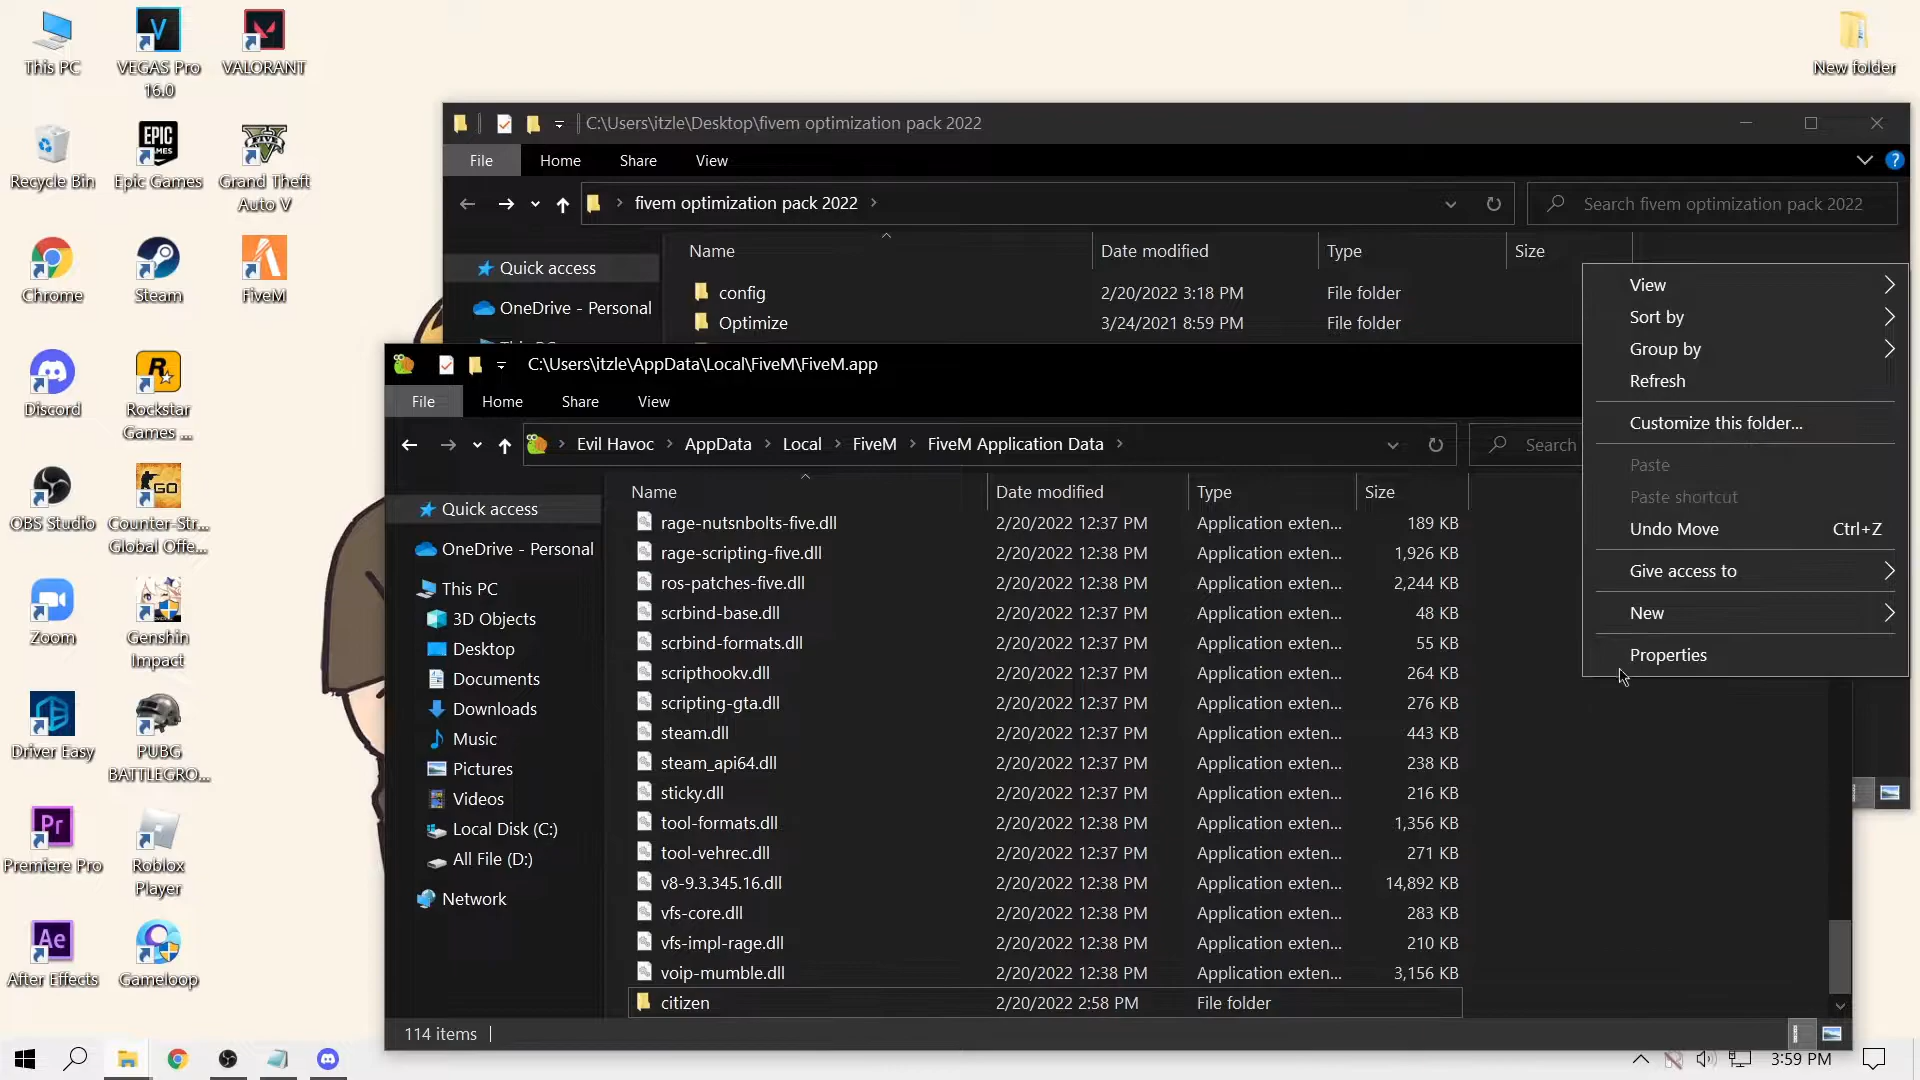 This PC
VEGAS Pro
16.0
VALORANT
New folder
Recycle Bin
EPIC
GAMES
Epic Games
Grand Theft
Auto V
Chrome
Steam
FiveM
Discord
Rockstar
Games ...
OBS Studio
GO
Counter-Str...
Global Offe...
Zoom
Genshin
Impact
Driver Easy
PUBG
BATTLEGRO...
Pr
Premiere Pro
Roblox
Player
Ae
After Effects
Gameloop
C:\Users\itzle\Desktop\fivem optimization pack 2022
File
Home
Share
View
fivem optimization pack 2022
Search fivem optimization pack 2022
Name
Date modified
Type
Size
Quick access
OneDrive - Personal
config
2/20/2022 3:18 PM
File folder
Optimize
3/24/2021 8:59 PM
File folder
C:\Users\itzle\AppData\Local\FiveM\FiveM.app
File
Home
Share
View
Evil Havoc
AppData
Local
FiveM
FiveM Application Data
Search
Name
Date modified
Type
Size
Quick access
OneDrive - Personal
This PC
3D Objects
Desktop
Documents
Downloads
Music
Pictures
Videos
Local Disk (C:)
All File (D:)
Network
rage-nutsnbolts-five.dll 2/20/2022 12:37 PM Application exten... 189 KB
rage-scripting-five.dll 2/20/2022 12:38 PM Application exten... 1,926 KB
ros-patches-five.dll 2/20/2022 12:38 PM Application exten... 2,244 KB
scrbind-base.dll 2/20/2022 12:37 PM Application exten... 48 KB
scrbind-formats.dll 2/20/2022 12:37 PM Application exten... 55 KB
scripthookv.dll 2/20/2022 12:37 PM Application exten... 264 KB
scripting-gta.dll 2/20/2022 12:37 PM Application exten... 276 KB
steam.dll 2/20/2022 12:37 PM Application exten... 443 KB
steam_api64.dll 2/20/2022 12:37 PM Application exten... 238 KB
sticky.dll 2/20/2022 12:37 PM Application exten... 216 KB
tool-formats.dll 2/20/2022 12:38 PM Application exten... 1,356 KB
tool-vehrec.dll 2/20/2022 12:37 PM Application exten... 271 KB
v8-9.3.345.16.dll 2/20/2022 12:38 PM Application exten... 14,892 KB
vfs-core.dll 2/20/2022 12:38 PM Application exten... 283 KB
vfs-impl-rage.dll 2/20/2022 12:38 PM Application exten... 210 KB
voip-mumble.dll 2/20/2022 12:38 PM Application exten... 3,156 KB
citizen 2/20/2022 2:58 PM File folder
114 items
View
Sort by
Group by
Refresh
Customize this folder...
Paste
Paste shortcut
Undo Move Ctrl+Z
Give access to
New
Properties
3:59 PM